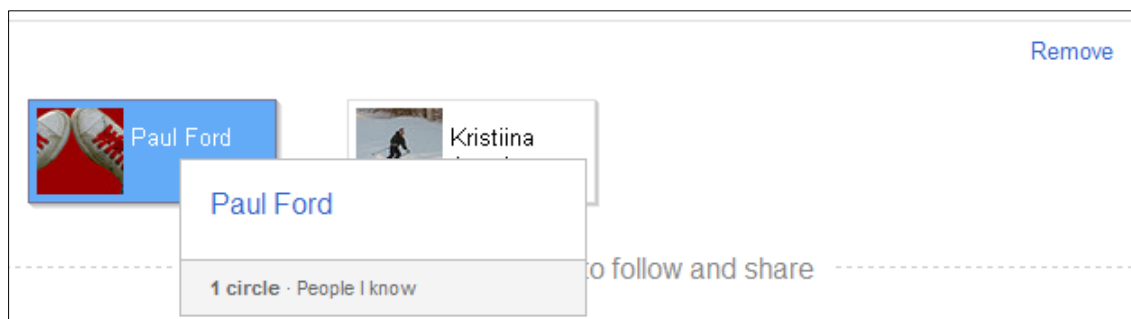 Remove
Paul Ford
Kristiina
Paul Ford
to follow and share
1 circle · People I know